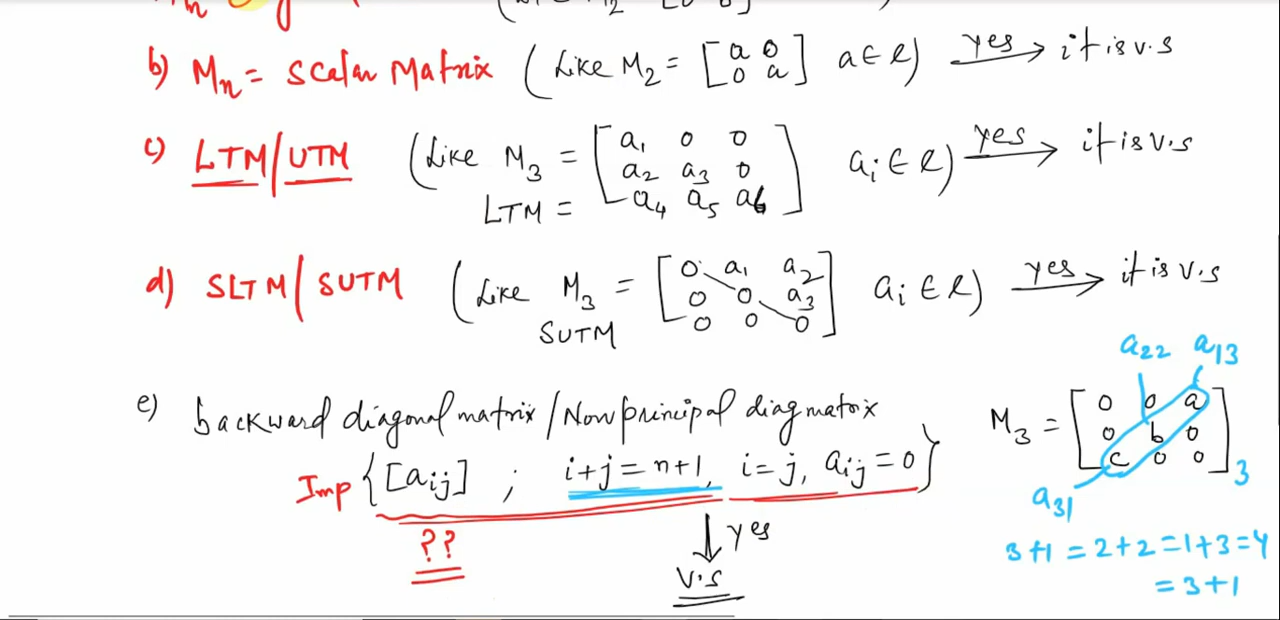 b) Mn = Scalar Matrix (Like M2 = [a 0 a ∈ ℝ) yes → it is v.s
0 a]
c) LTM/UTM (Like M3 = [a1 0 0 ai ∈ ℝ) yes → it is v.s
a2 a3 0
LTM = a4 a5 a6]
d) SLTM/SUTM (Like M3 = [0 a1 a2 ai ∈ ℝ) yes → it is v.s
0 0 a3
SUTM 0 0 0]
a22 a13
e) backward diagonal matrix/Non principal diag matrix
M3 = [0 0 a
0 b 0
c 0 0]3
a31
Imp {[aij] ; i+j=n+1, i=j, aij=0}
??
↓ yes
V.S
3+1 = 2+2 = 1+3 = 4
= 3+1